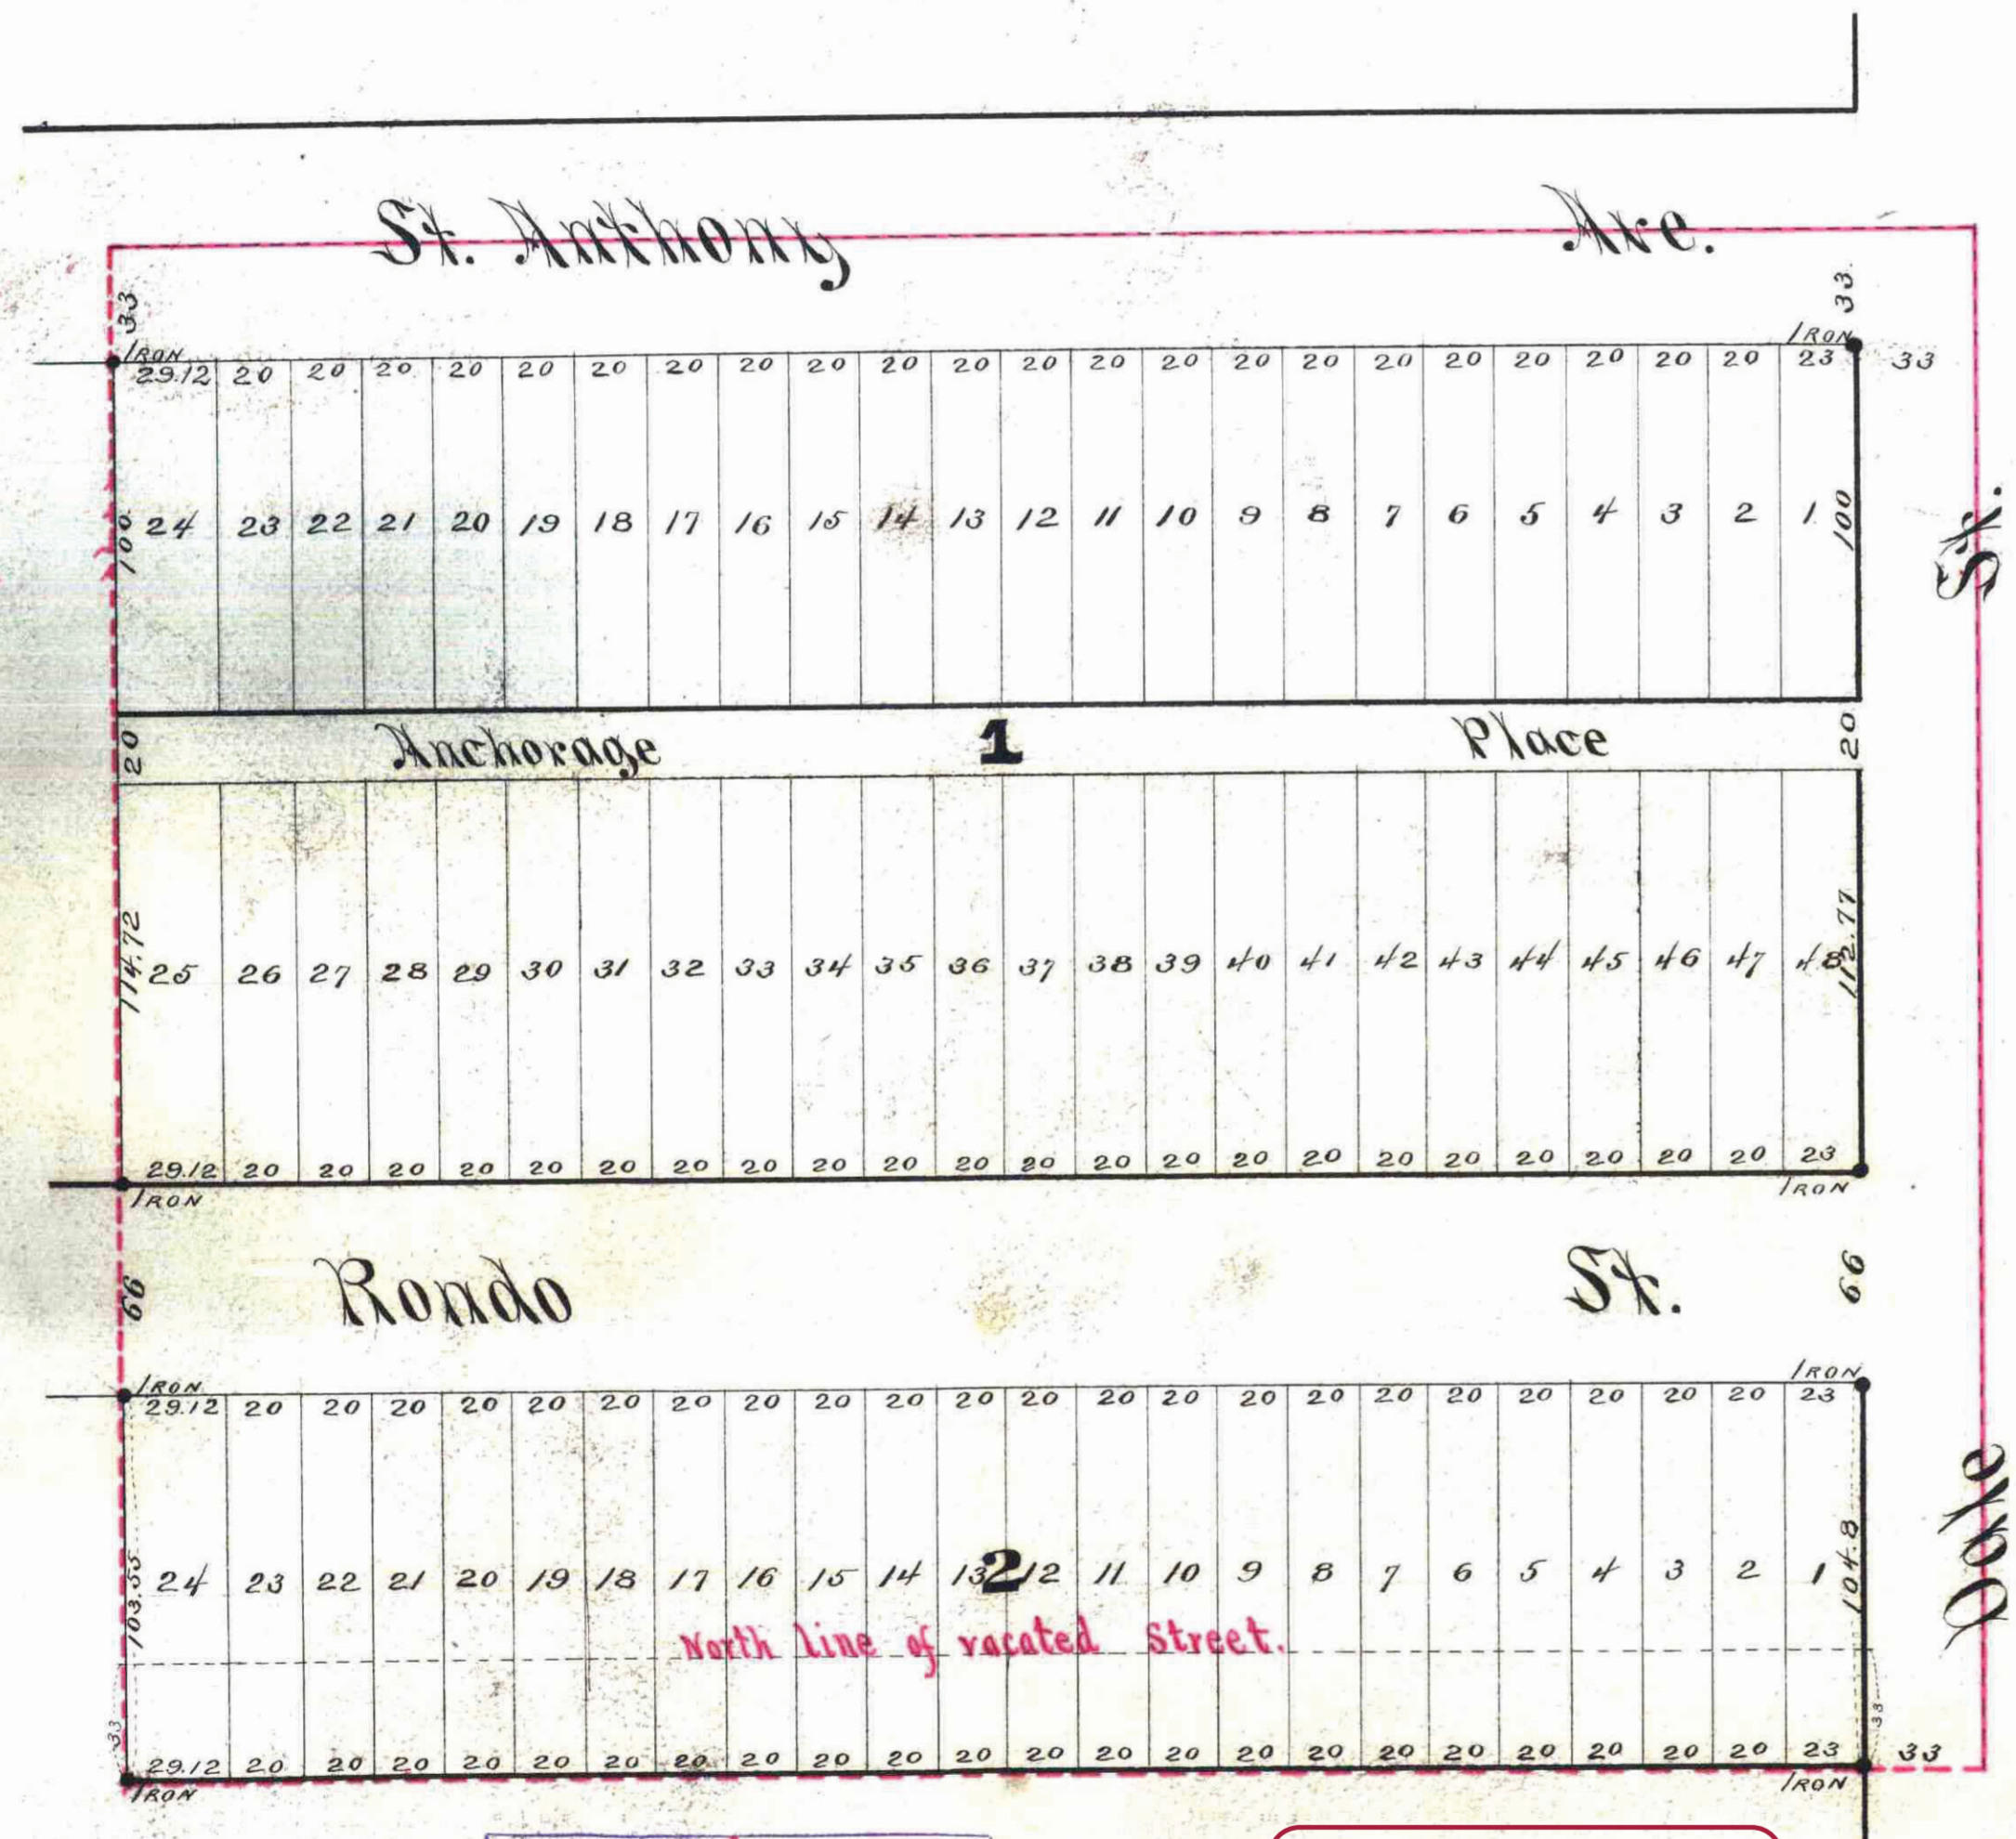 St. Anthony Ave.
33 33
IRON IRON
29.12 20 20 20 20 20 20 20 20 20 20 20 20 20 20 20 20 20 20 20 20 20 20 23 33
100 24 23 22 21 20 19 18 17 16 15 14 13 12 11 10 9 8 7 6 5 4 3 2 1 100
St.
20 Anchorage 1 Place 20
114.72 25 26 27 28 29 30 31 32 33 34 35 36 37 38 39 40 41 42 43 44 45 46 47 48 112.77
29.12 20 20 20 20 20 20 20 20 20 20 20 20 20 20 20 20 20 20 20 20 20 20 23
IRON IRON
66 Rondo St. 66
IRON IRON
29.12 20 20 20 20 20 20 20 20 20 20 20 20 20 20 20 20 20 20 20 20 20 20 23
Dale
103.55 24 23 22 21 20 19 18 17 16 15 14 13 2 12 11 10 9 8 7 6 5 4 3 2 1 104.8
North line of vacated Street.
33 33
29.12 20 20 20 20 20 20 20 20 20 20 20 20 20 20 20 20 20 20 20 20 20 20 23 33
IRON IRON